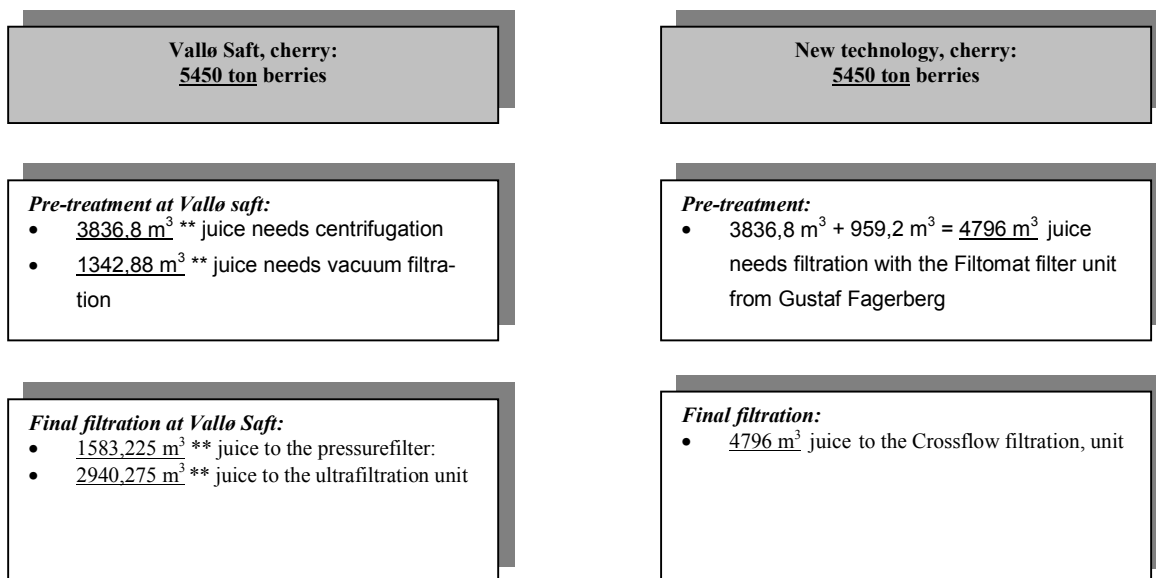 Vallø Saft, cherry:
5450 ton berries
Pre-treatment at Vallø saft:
• 3836,8 m³ ** juice needs centrifugation
• 1342,88 m³ ** juice needs vacuum filtra-
tion
Final filtration at Vallø Saft:
• 1583,225 m³ ** juice to the pressurefilter:
• 2940,275 m³ ** juice to the ultrafiltration unit
New technology, cherry:
5450 ton berries
Pre-treatment:
• 3836,8 m³ + 959,2 m³ = 4796 m³ juice
needs filtration with the Filtomat filter unit
from Gustaf Fagerberg
Final filtration:
• 4796 m³ juice to the Crossflow filtration, unit